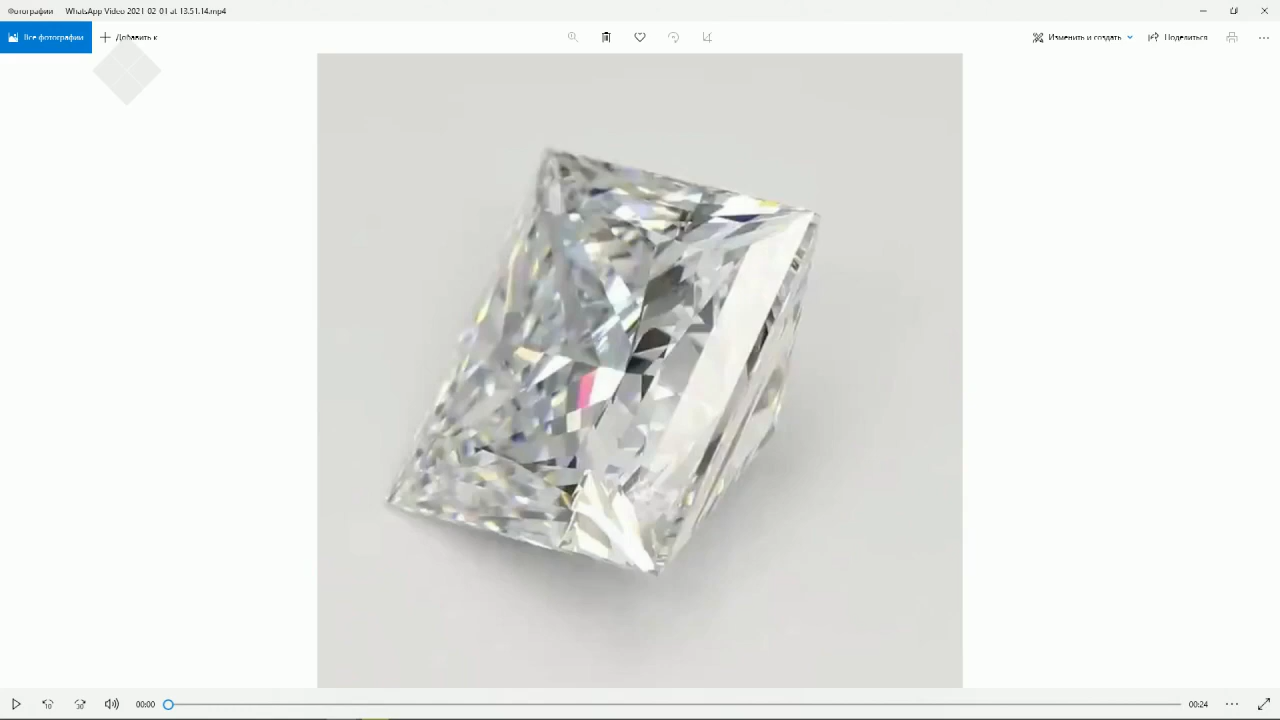 Фотографии WhatsApp Video 2021-02-01 at 13.51.14.mp4
Все фотографии Добавить к Изменить и создать Поделиться
00:00 00:24